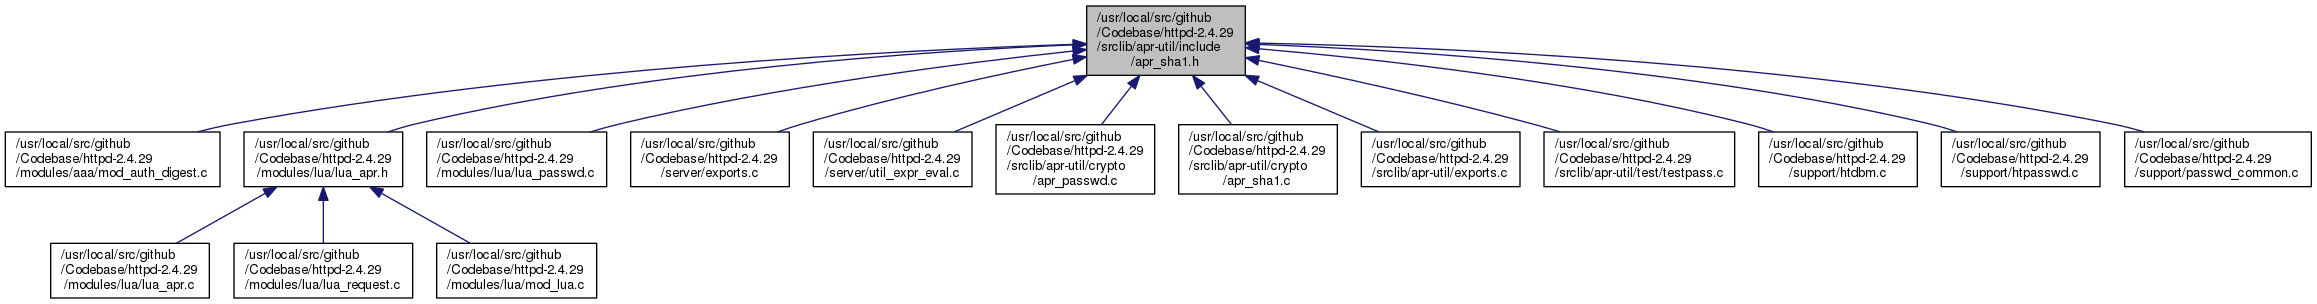 /usr/local/src/github
/Codebase/httpd-2.4.29
/srclib/apr-util/include
/apr_sha1.h
/usr/local/src/github
/Codebase/httpd-2.4.29
/modules/aaa/mod_auth_digest.c
/usr/local/src/github
/Codebase/httpd-2.4.29
/modules/lua/lua_apr.h
/usr/local/src/github
/Codebase/httpd-2.4.29
/modules/lua/lua_passwd.c
/usr/local/src/github
/Codebase/httpd-2.4.29
/server/exports.c
/usr/local/src/github
/Codebase/httpd-2.4.29
/server/util_expr_eval.c
/usr/local/src/github
/Codebase/httpd-2.4.29
/srclib/apr-util/crypto
/apr_passwd.c
/usr/local/src/github
/Codebase/httpd-2.4.29
/srclib/apr-util/crypto
/apr_sha1.c
/usr/local/src/github
/Codebase/httpd-2.4.29
/srclib/apr-util/exports.c
/usr/local/src/github
/Codebase/httpd-2.4.29
/srclib/apr-util/test/testpass.c
/usr/local/src/github
/Codebase/httpd-2.4.29
/support/htdbm.c
/usr/local/src/github
/Codebase/httpd-2.4.29
/support/htpasswd.c
/usr/local/src/github
/Codebase/httpd-2.4.29
/support/passwd_common.c
/usr/local/src/github
/Codebase/httpd-2.4.29
/modules/lua/lua_apr.c
/usr/local/src/github
/Codebase/httpd-2.4.29
/modules/lua/lua_request.c
/usr/local/src/github
/Codebase/httpd-2.4.29
/modules/lua/mod_lua.c